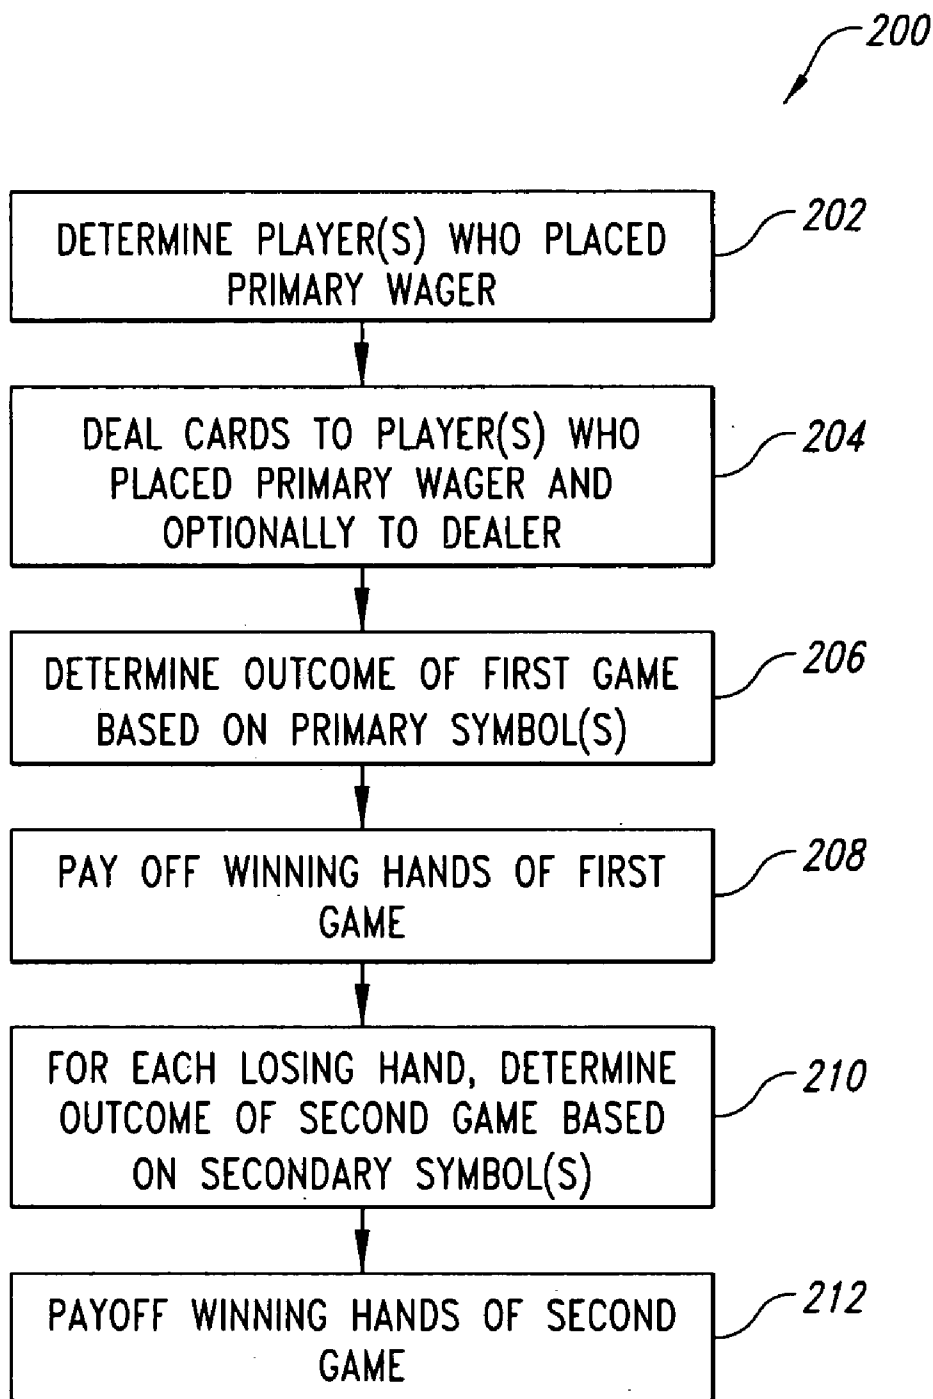 200
DETERMINE PLAYER(S) WHO PLACED
PRIMARY WAGER
202
DEAL CARDS TO PLAYER(S) WHO
PLACED PRIMARY WAGER AND
OPTIONALLY TO DEALER
204
DETERMINE OUTCOME OF FIRST GAME
BASED ON PRIMARY SYMBOL(S)
206
PAY OFF WINNING HANDS OF FIRST
GAME
208
FOR EACH LOSING HAND, DETERMINE
OUTCOME OF SECOND GAME BASED
ON SECONDARY SYMBOL(S)
210
PAYOFF WINNING HANDS OF SECOND
GAME
212